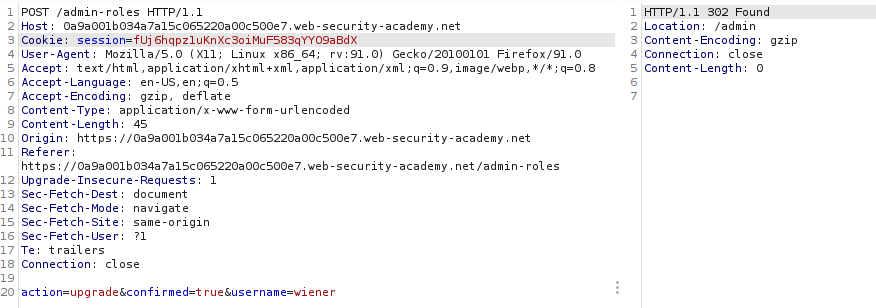 1 POST /admin-roles HTTP/1.1
2 Host: 0a9a001b034a7a15c065220a00c500e7.web-security-academy.net
3 Cookie: session=fUj6hqpz1uKnXc3oiMuF583qYYO9aBdX
4 User-Agent: Mozilla/5.0 (X11; Linux x86_64; rv:91.0) Gecko/20100101 Firefox/91.0
5 Accept: text/html,application/xhtml+xml,application/xml;q=0.9,image/webp,*/*;q=0.8
6 Accept-Language: en-US,en;q=0.5
7 Accept-Encoding: gzip, deflate
8 Content-Type: application/x-www-form-urlencoded
9 Content-Length: 45
10 Origin: https://0a9a001b034a7a15c065220a00c500e7.web-security-academy.net
11 Referer:
https://0a9a001b034a7a15c065220a00c500e7.web-security-academy.net/admin-roles
12 Upgrade-Insecure-Requests: 1
13 Sec-Fetch-Dest: document
14 Sec-Fetch-Mode: navigate
15 Sec-Fetch-Site: same-origin
16 Sec-Fetch-User: ?1
17 Te: trailers
18 Connection: close
19
20 action=upgrade&confirmed=true&username=wiener
1 HTTP/1.1 302 Found
2 Location: /admin
3 Content-Encoding: gzip
4 Connection: close
5 Content-Length: 0
6
7